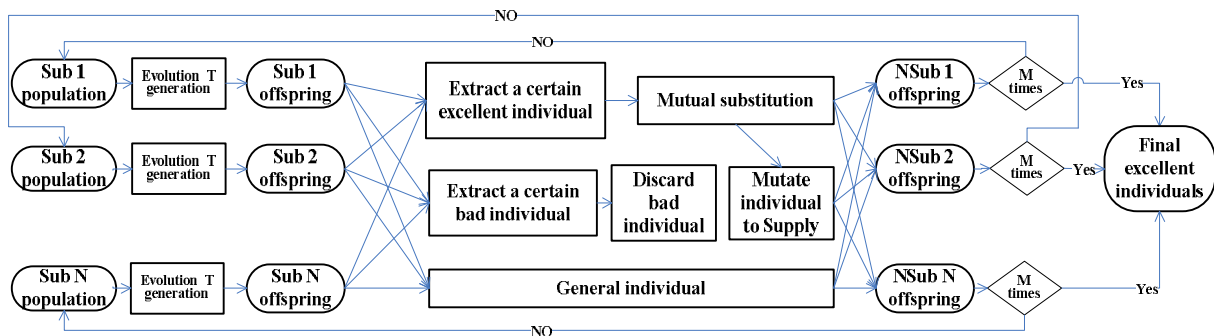 NO
NO
Sub 1
population
Evolution T
generation
Sub 1
offspring
Extract a certain
excellent individual
Mutual substitution
NSub 1
offspring
M
times
Yes
Sub 2
population
Evolution T
generation
Sub 2
offspring
Extract a certain
bad individual
Discard
bad
individual
Mutate
individual
to Supply
NSub 2
offspring
M
times
Yes
Final
excellent
individuals
Sub N
population
Evolution T
generation
Sub N
offspring
General individual
NSub N
offspring
M
times
Yes
NO